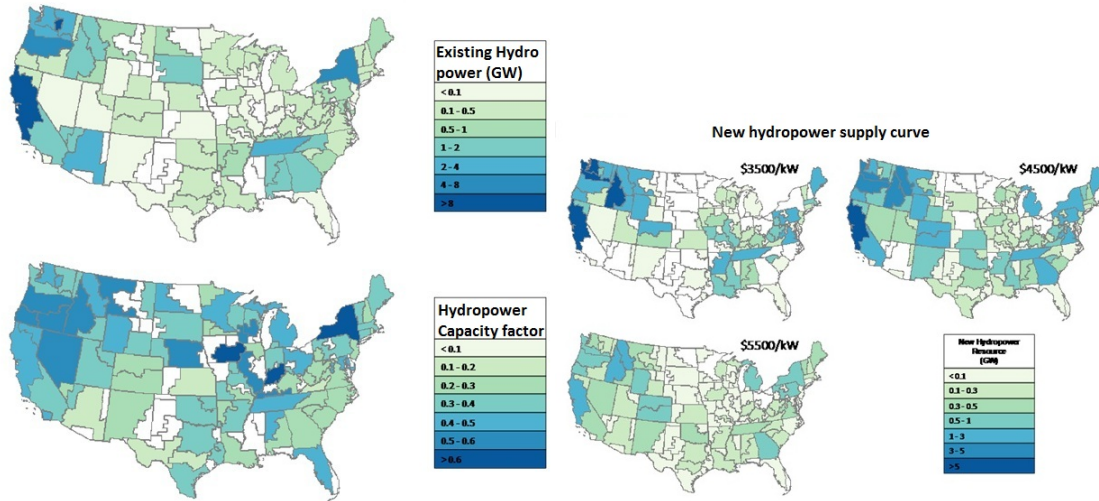 Existing Hydro
power (GW)
< 0.1
0.1 - 0.5
0.5 - 1
1 - 2
2 - 4
4 - 8
>8
New hydropower supply curve
$3500/kW
$4500/kW
Hydropower
Capacity factor
< 0.1
0.1 - 0.2
0.2 - 0.3
0.3 - 0.4
0.4 - 0.5
0.5 - 0.6
> 0.6
$5500/kW
New Hydropower
Resource
(GW)
< 0.1
0.1 - 0.3
0.3 - 0.5
0.5 - 1
1 - 3
3 - 5
>5